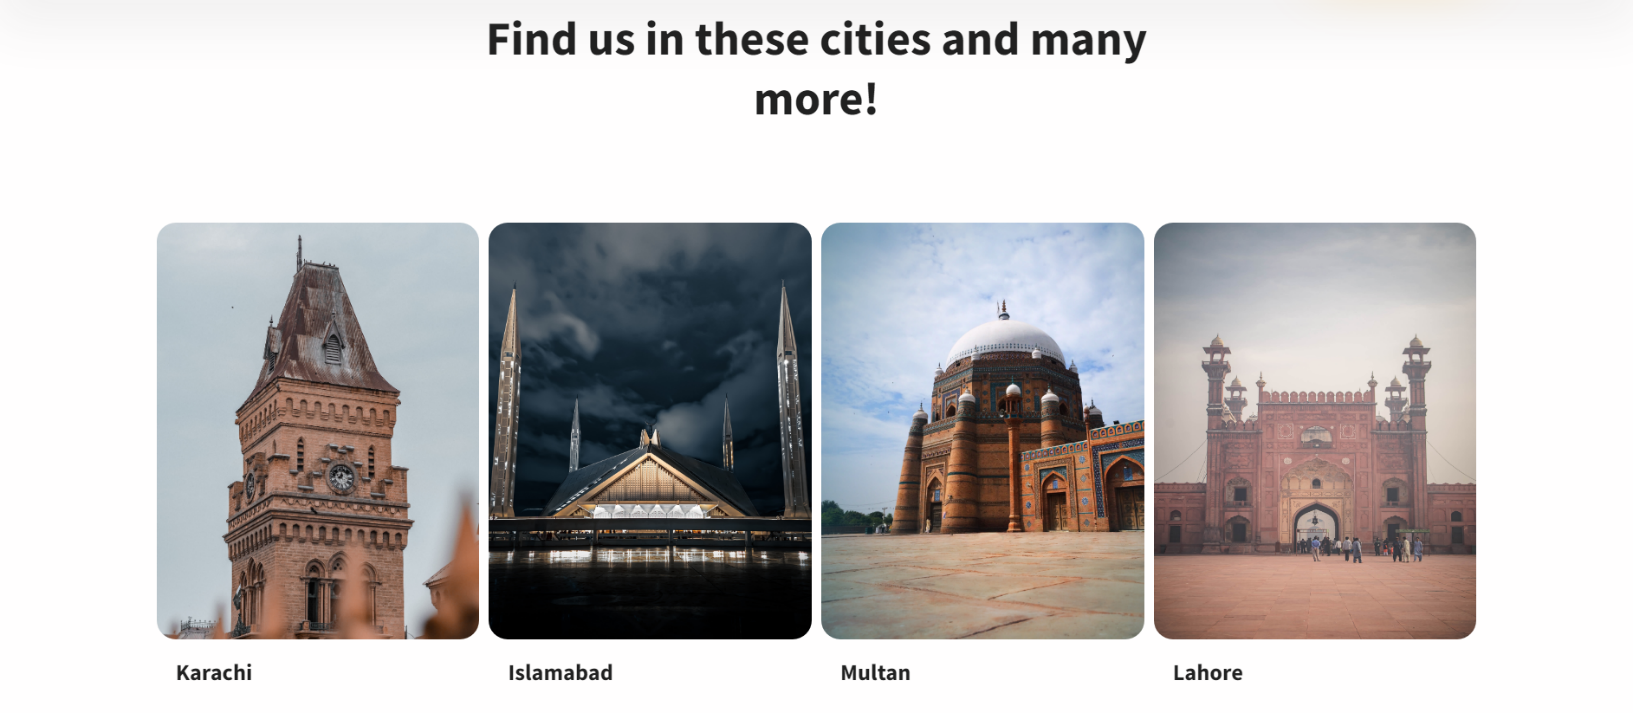 Find us in these cities and many
more!
Karachi
Islamabad
Multan
Lahore